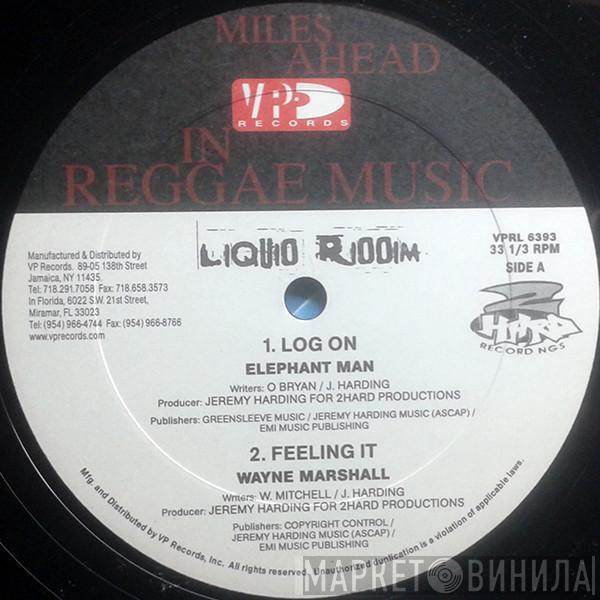 MILES
AHEAD
VP
RECORDS
IN
REGGAE MUSIC
LIQUID RIDDIM
Manufactured & Distributed by
VP Records. 89-05 138th Street
Jamaica, NY 11435.
Tel: 718.291.7058 Fax: 718.658.3573
In Florida, 6022 S.W. 21st Street,
Miramar, FL 33023
Tel: (954) 966-4744 Fax: (954) 966-8766
www.vprecords.com
VPRL 6393
33 1/3 RPM
SIDE A
2
HARD
RECORDINGS
1. LOG ON
ELEPHANT MAN
Writers: O BRYAN / J. HARDING
Producer: JEREMY HARDING FOR 2HARD PRODUCTIONS
Publishers: GREENSLEEVE MUSIC / JEREMY HARDING MUSIC (ASCAP) /
EMI MUSIC PUBLISHING
2. FEELING IT
WAYNE MARSHALL
Writers: W. MITCHELL / J. HARDING
Producer: JEREMY HARDING FOR 2HARD PRODUCTIONS
Publishers: COPYRIGHT CONTROL /
JEREMY HARDING MUSIC (ASCAP) /
EMI MUSIC PUBLISHING
Mfg. and Distributed by VP Records, Inc. All rights reserved. Unauthorized duplication is a violation of applicable laws.
МАРКЕТ ВИНИЛА